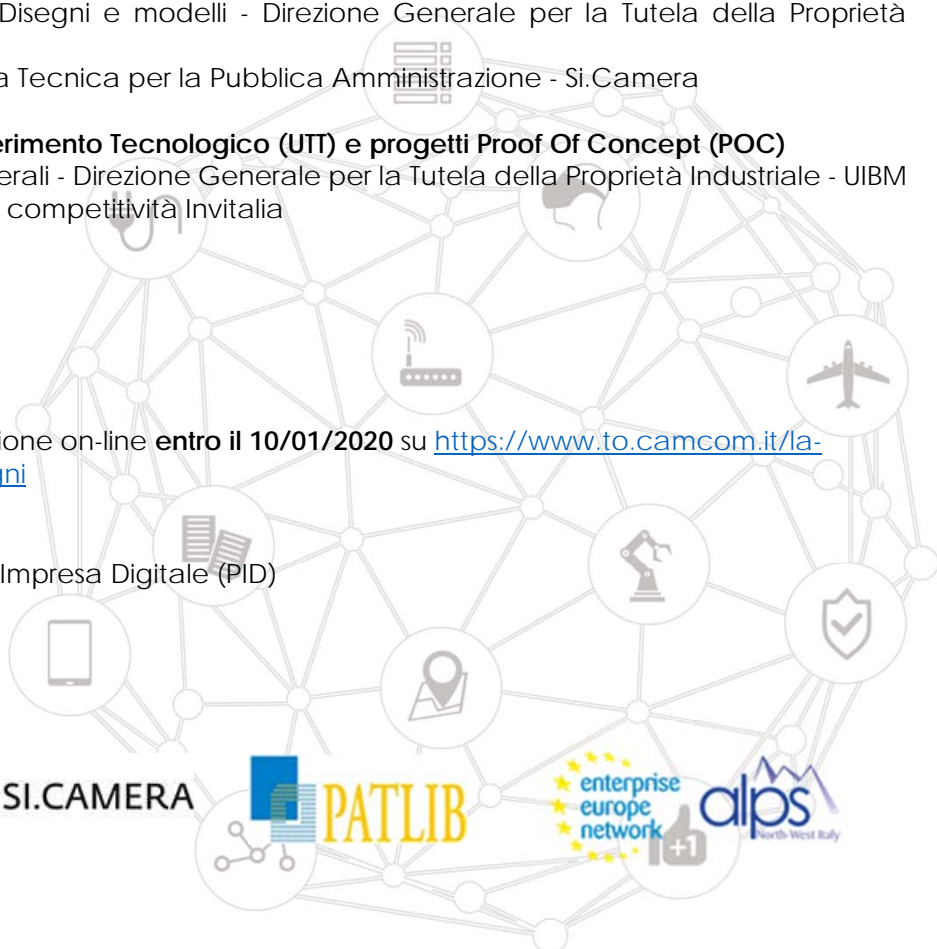 Disegni e modelli - Direzione Generale per la Tutela della Proprietà
a Tecnica per la Pubblica Amministrazione - Si.Camera
erimento Tecnologico (UTT) e progetti Proof Of Concept (POC)
erali - Direzione Generale per la Tutela della Proprietà Industriale - UIBM
competitività Invitalia
ione on-line entro il 10/01/2020 su https://www.to.camcom.it/la-
gni
Impresa Digitale (PID)
SI.CAMERA
PATLIB
enterprise
europe
network
alps
North-West Italy
+1